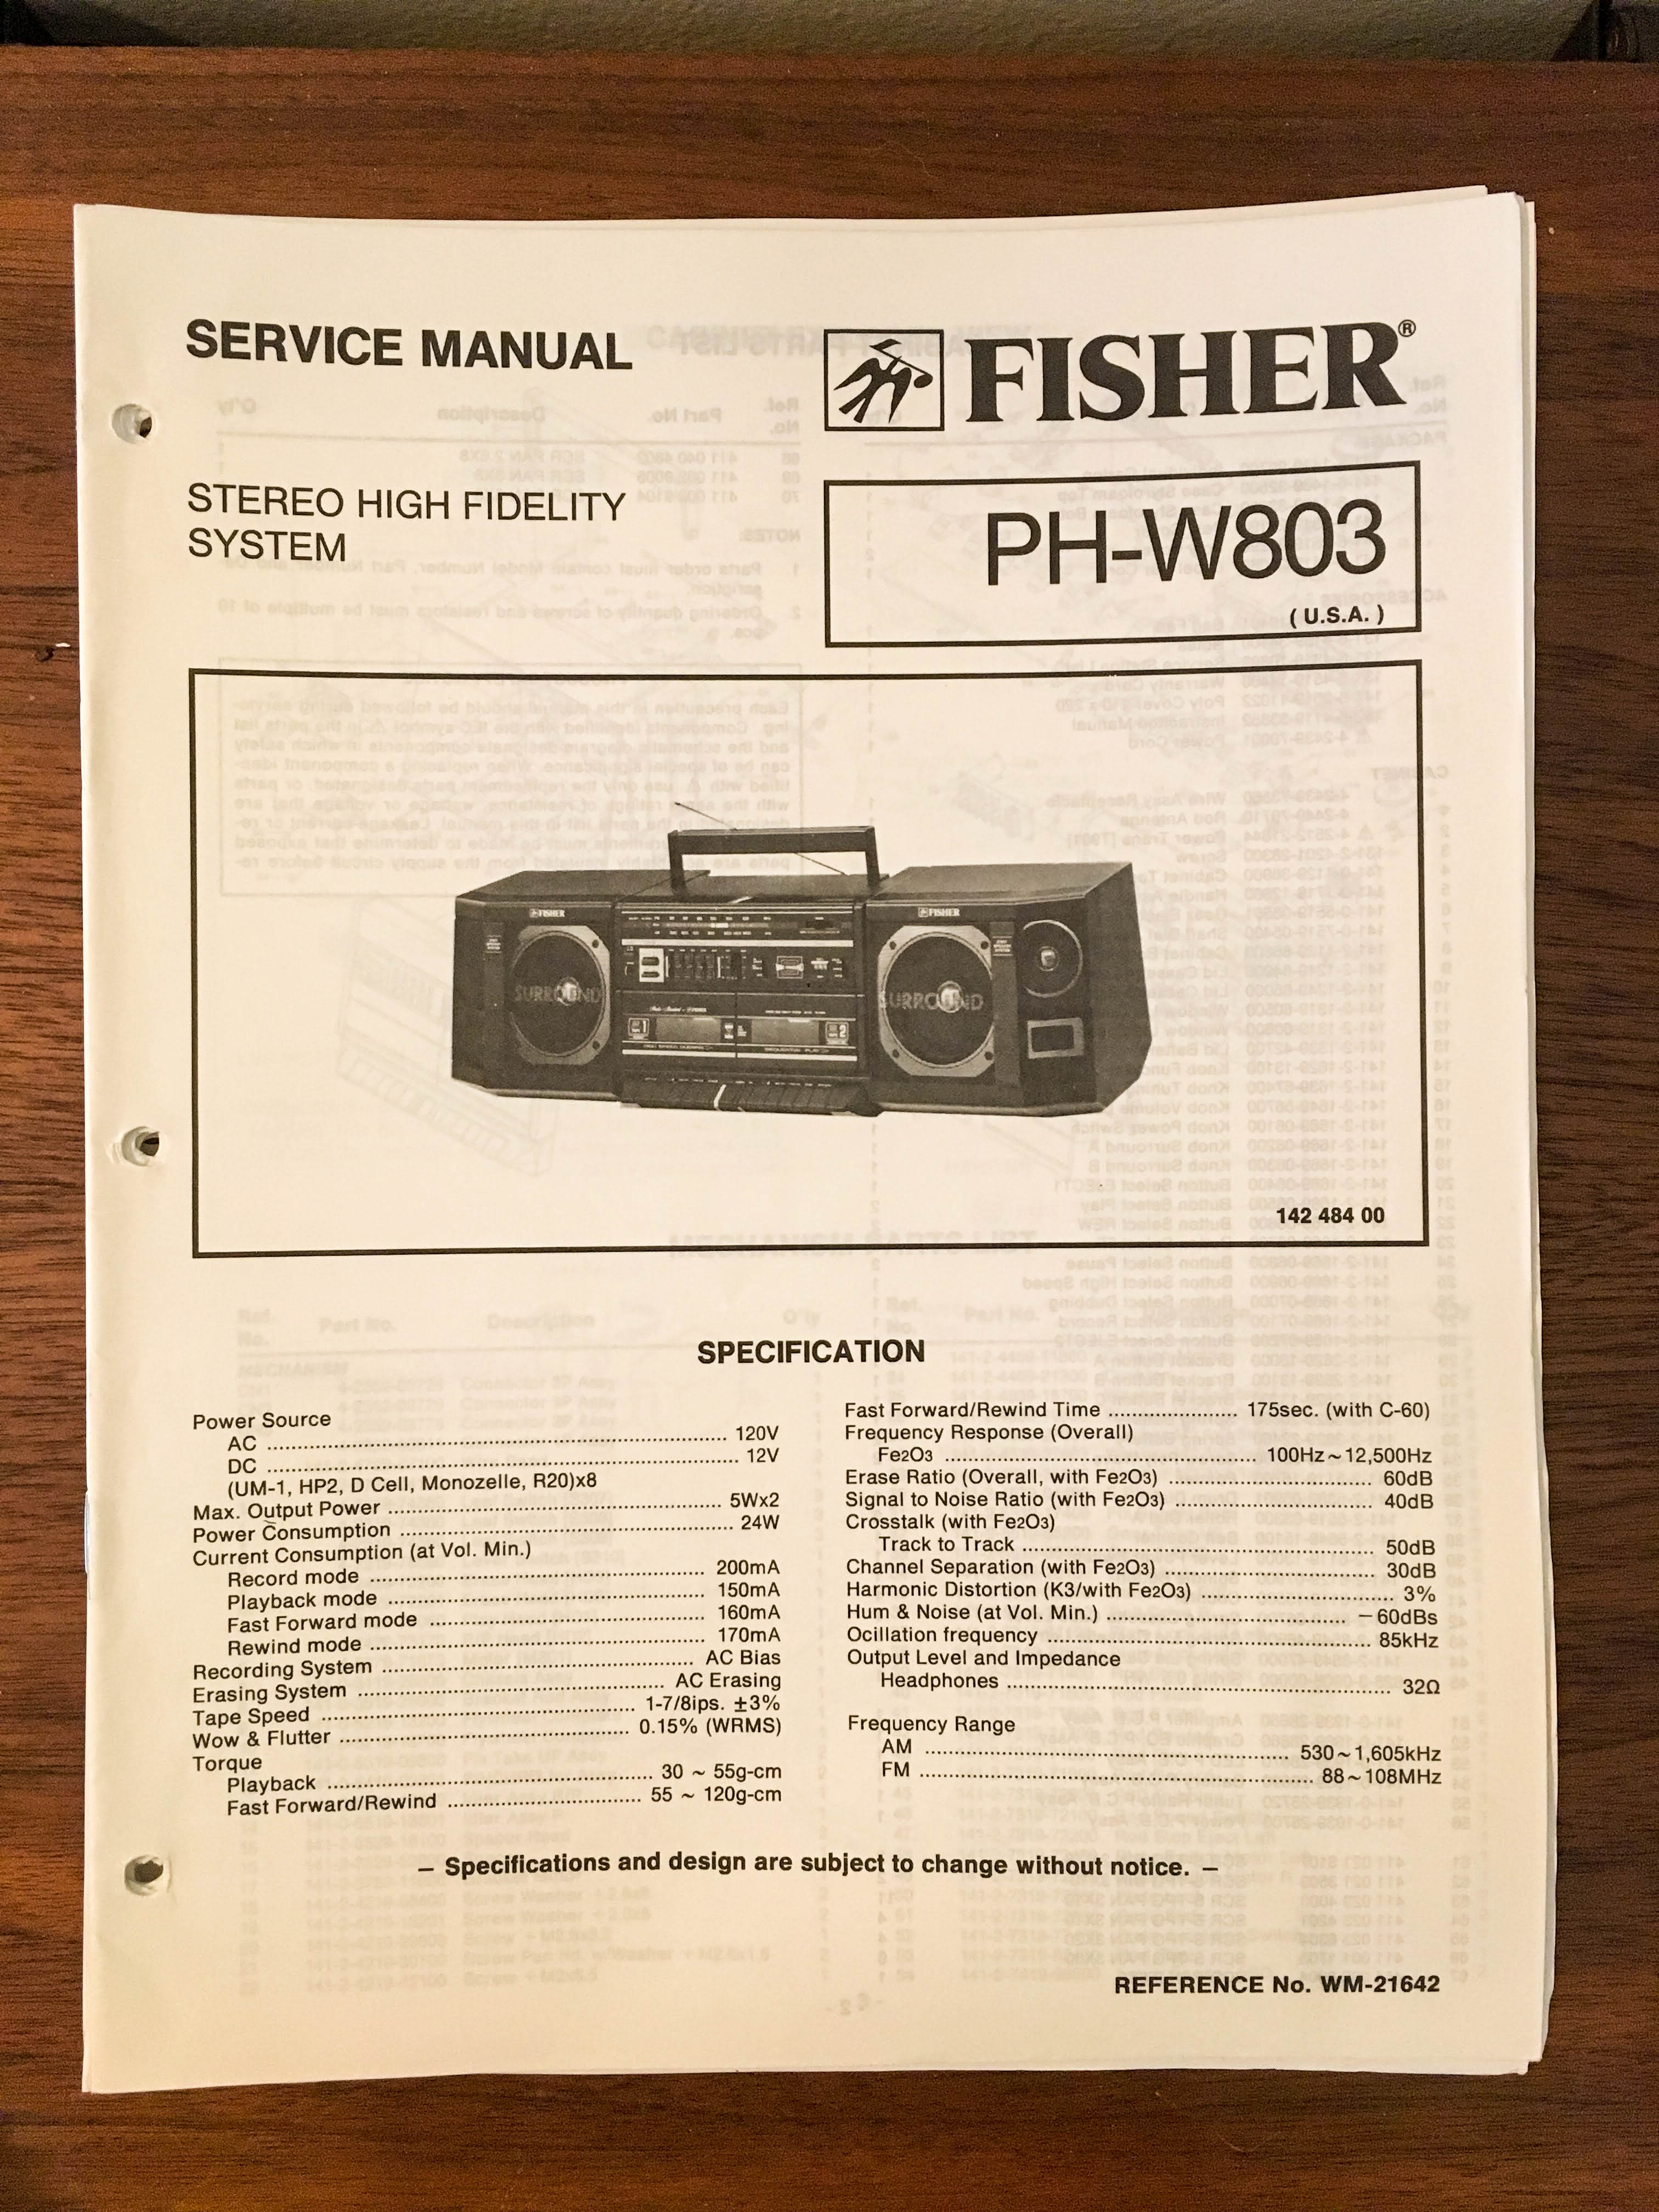 SERVICE MANUAL
FISHER®
STEREO HIGH FIDELITY
SYSTEM
PH-W803
( U.S.A. )
FISHER
FISHER
SURROUND
SURROUND
1
2
142 484 00
SPECIFICATION
Power Source
AC ........ 120V
DC ........ 12V
(UM-1, HP2, D Cell, Monozelle, R20)x8
Max. Output Power ........ 5Wx2
Power Consumption ........ 24W
Current Consumption (at Vol. Min.)
Record mode ........ 200mA
Playback mode ........ 150mA
Fast Forward mode ........ 160mA
Rewind mode ........ 170mA
Recording System ........ AC Bias
Erasing System ........ AC Erasing
Tape Speed ........ 1-7/8ips. ±3%
Wow & Flutter ........ 0.15% (WRMS)
Torque
Playback ........ 30 ~ 55g-cm
Fast Forward/Rewind ........ 55 ~ 120g-cm
Fast Forward/Rewind Time ........ 175sec. (with C-60)
Frequency Response (Overall)
Fe2O3 ........ 100Hz~12,500Hz
Erase Ratio (Overall, with Fe2O3) ........ 60dB
Signal to Noise Ratio (with Fe2O3) ........ 40dB
Crosstalk (with Fe2O3)
Track to Track ........ 50dB
Channel Separation (with Fe2O3) ........ 30dB
Harmonic Distortion (K3/with Fe2O3) ........ 3%
Hum & Noise (at Vol. Min.) ........ −60dBs
Ocillation frequency ........ 85kHz
Output Level and Impedance
Headphones ........ 32Ω
Frequency Range
AM ........ 530~1,605kHz
FM ........ 88~108MHz
– Specifications and design are subject to change without notice. –
REFERENCE No. WM-21642